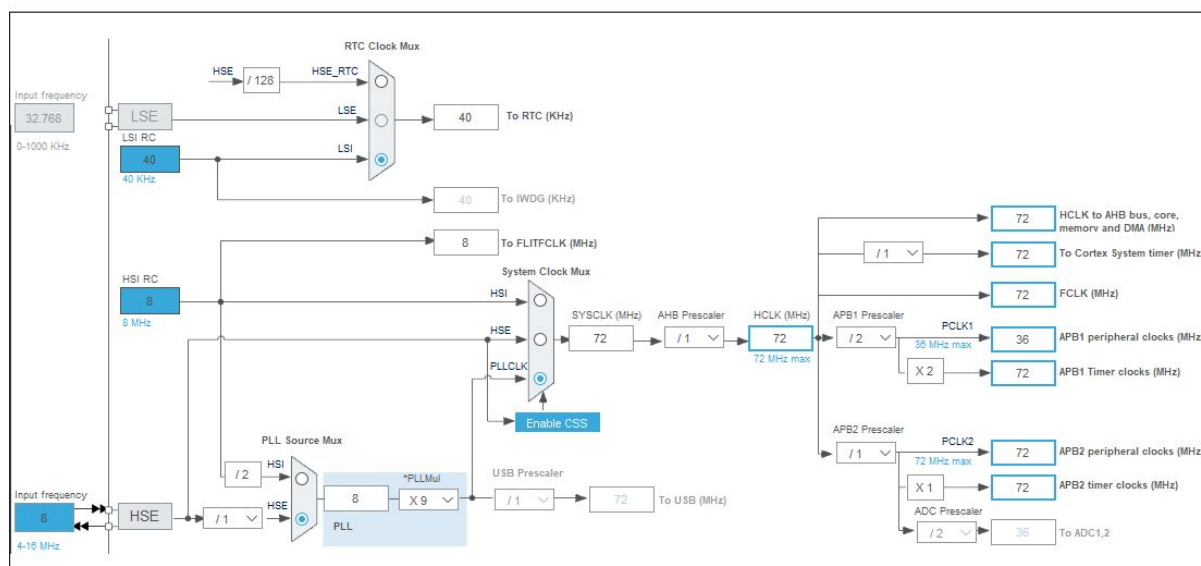 RTC Clock Mux
HSE
/ 128
HSE_RTC
Input frequency
32.768
0-1000 KHz
LSE
LSE
40
To RTC (KHz)
LSI RC
40
40 KHz
LSI
40
To IWDG (KHz)
8
To FLITFCLK (MHz)
System Clock Mux
HSI RC
8
8 MHz
HSI
HSE
PLLCLK
SYSCLK (MHz)
72
AHB Prescaler
/ 1
HCLK (MHz)
72
72 MHz max
72
HCLK to AHB bus, core,
memory and DMA (MHz)
/ 1
72
To Cortex System timer (MHz
72
FCLK (MHz)
APB1 Prescaler
/ 2
PCLK1
36 MHz max
36
APB1 peripheral clocks (MHz)
X 2
72
APB1 Timer clocks (MHz)
Enable CSS
APB2 Prescaler
/ 1
PCLK2
72 MHz max
72
APB2 peripheral clocks (MHz
X 1
72
APB2 timer clocks (MHz)
ADC Prescaler
/ 2
36
To ADC1,2
PLL Source Mux
/ 2
HSI
HSE
*PLLMul
8
X 9
PLL
USB Prescaler
/ 1
72
To USB (MHz)
Input frequency
8
4-16 MHz
HSE
/ 1